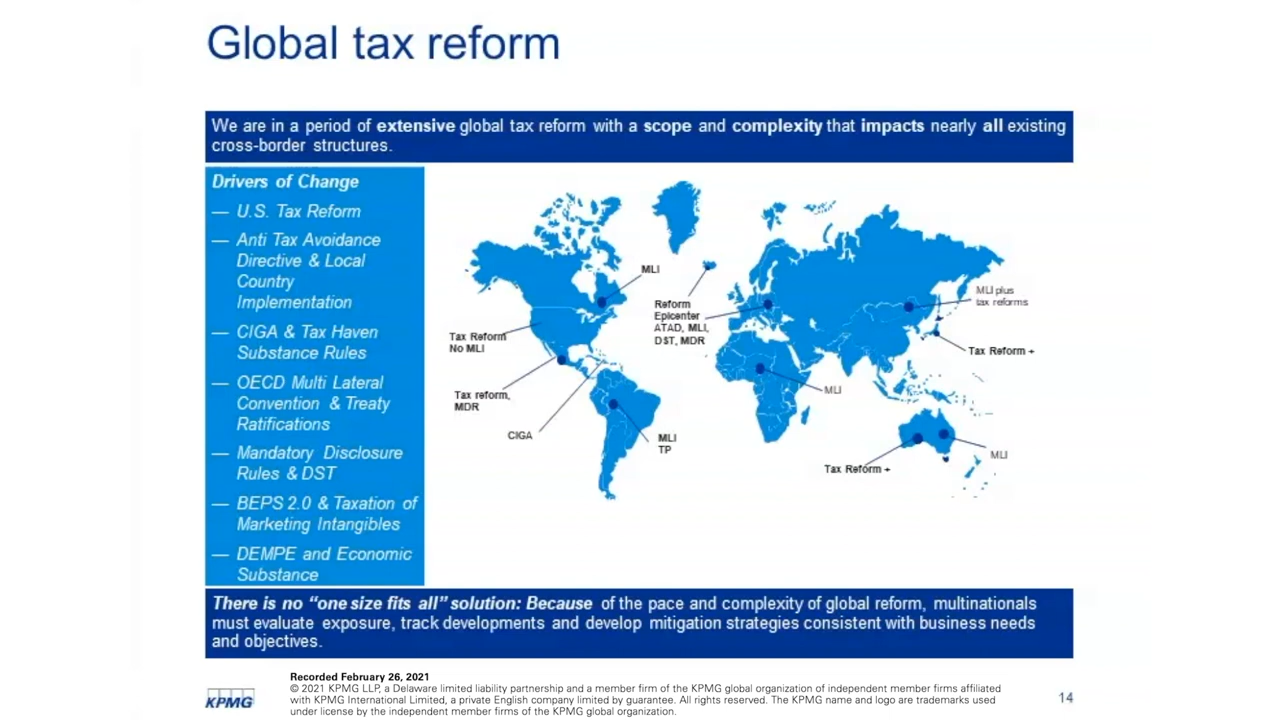 Global tax reform
We are in a period of extensive global tax reform with a scope and complexity that impacts nearly all existing
cross-border structures.
Drivers of Change
— U.S. Tax Reform
— Anti Tax Avoidance
Directive & Local
Country
Implementation
— CIGA & Tax Haven
Substance Rules
— OECD Multi Lateral
Convention & Treaty
Ratifications
— Mandatory Disclosure
Rules & DST
— BEPS 2.0 & Taxation of
Marketing Intangibles
— DEMPE and Economic
Substance
MLI
Tax Reform
No MLI
Tax reform,
MDR
CIGA
MLI
TP
Reform
Epicenter
ATAD, MLI,
DST, MDR
MLI
MLI plus
tax reforms
Tax Reform +
Tax Reform +
MLI
There is no “one size fits all” solution: Because of the pace and complexity of global reform, multinationals
must evaluate exposure, track developments and develop mitigation strategies consistent with business needs
and objectives.
KPMG
Recorded February 26, 2021
© 2021 KPMG LLP, a Delaware limited liability partnership and a member firm of the KPMG global organization of independent member firms affiliated
with KPMG International Limited, a private English company limited by guarantee. All rights reserved. The KPMG name and logo are trademarks used
under license by the independent member firms of the KPMG global organization.
14